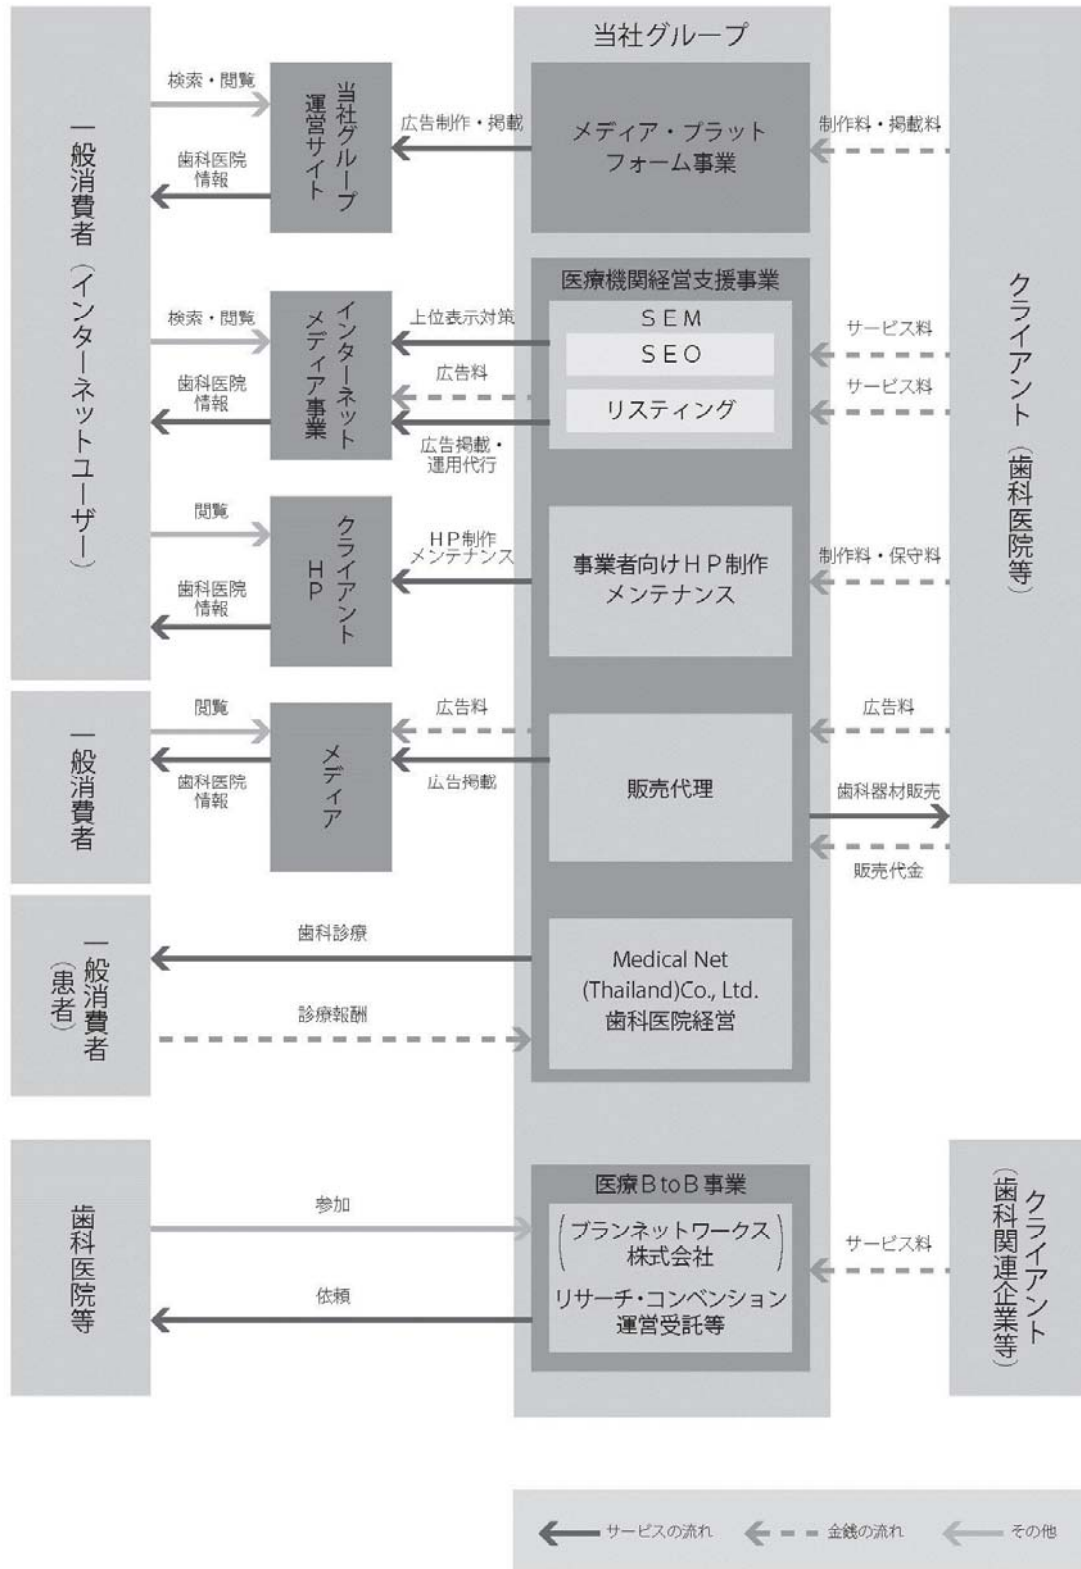 当社グループ
一般消費者（インターネットユーザー）
検索・閲覧
歯科医院
情報
当社グループ
運営サイト
広告制作・掲載
メディア・プラット
フォーム事業
制作料・掲載料
クライアント（歯科医院等）
医療機関経営支援事業
検索・閲覧
歯科医院
情報
インターネット
メディア事業
上位表示対策
広告料
広告掲載・
運用代行
ＳＥＭ
ＳＥＯ
リスティング
サービス料
サービス料
閲覧
歯科医院
情報
クライアント
ＨＰ
ＨＰ制作
メンテナンス
事業者向けＨＰ制作
メンテナンス
制作料・保守料
一般消費者
閲覧
歯科医院
情報
メディア
広告料
広告掲載
販売代理
広告料
歯科器材販売
販売代金
一般消費者
（患者）
歯科診療
診療報酬
Medical Net
(Thailand)Co., Ltd.
歯科医院経営
歯科医院等
参加
依頼
医療BtoB事業
（ブランネットワークス
株式会社）
リサーチ・コンベンション
運営受託等
サービス料
クライアント
（歯科関連企業等）
サービスの流れ
金銭の流れ
その他